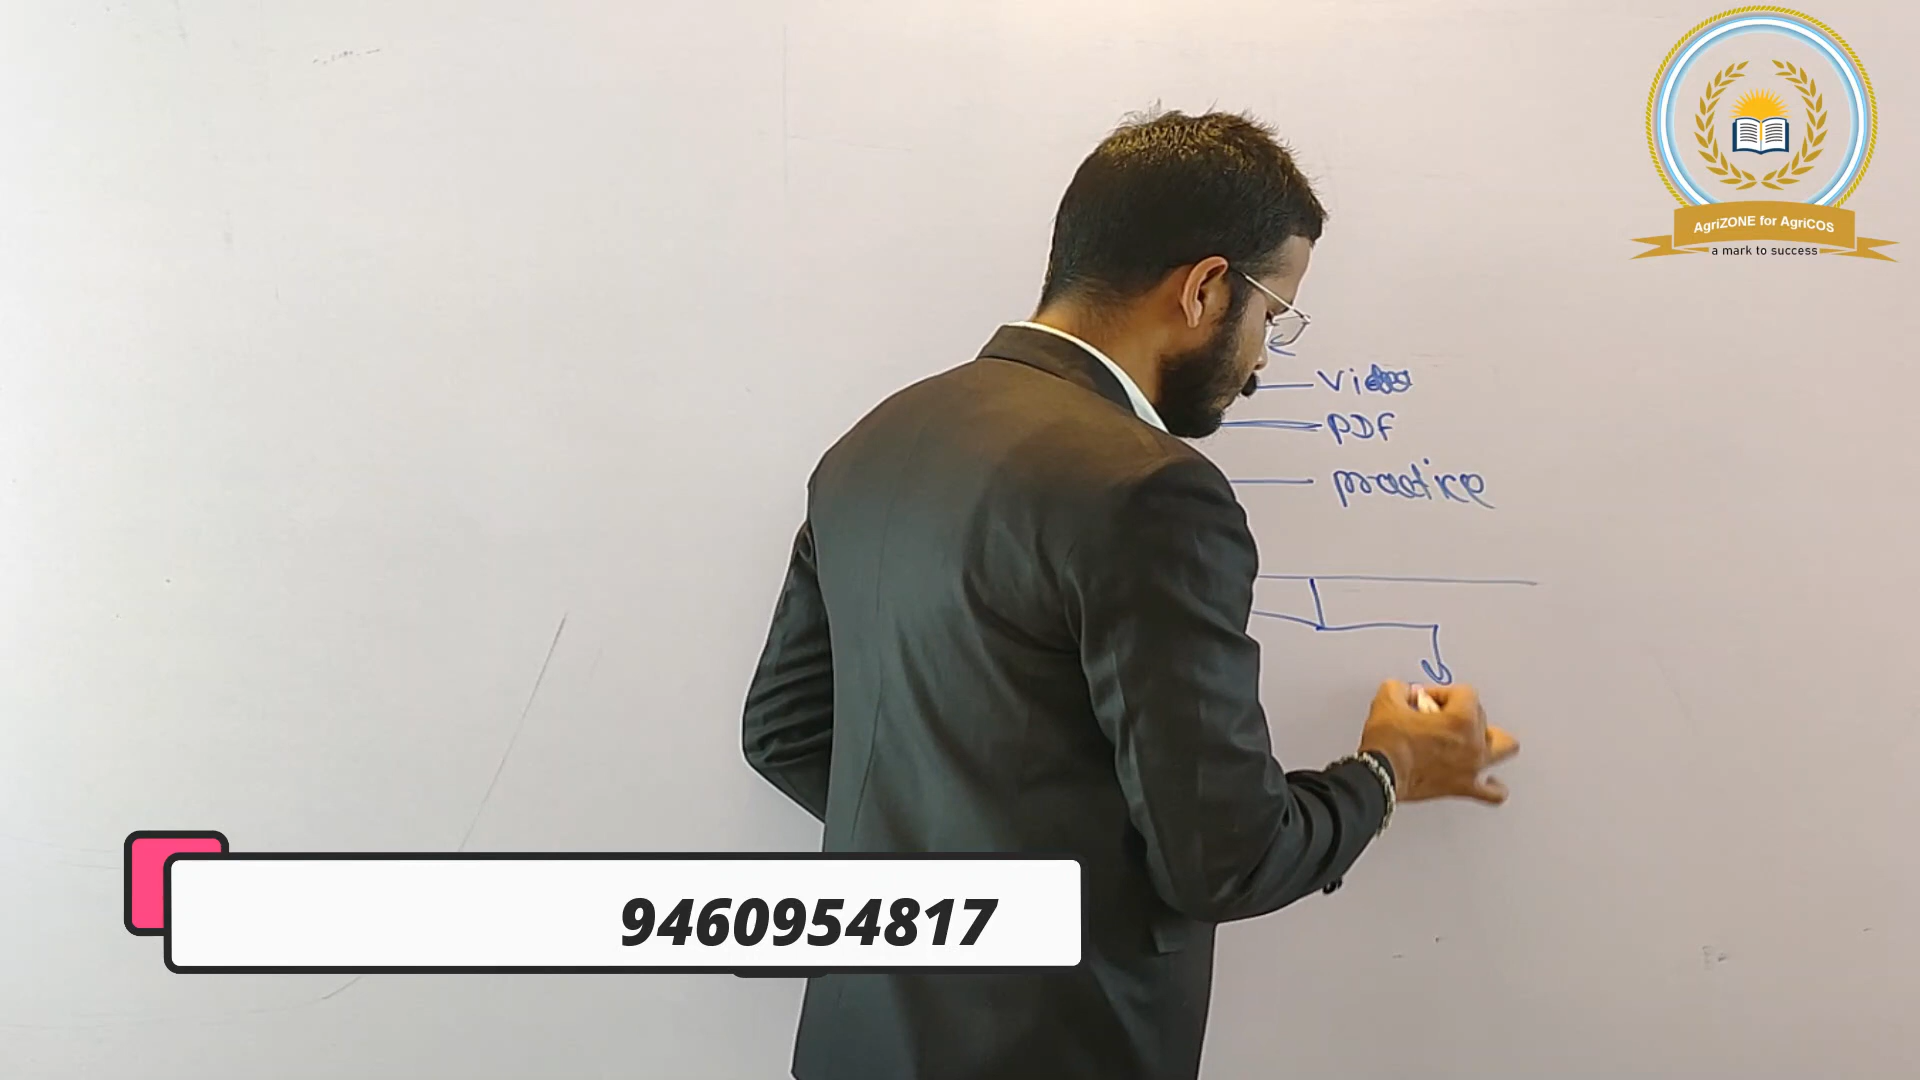 AgriZONE for AgriCOS
a mark to success
Video
PDF
practice
9460954817